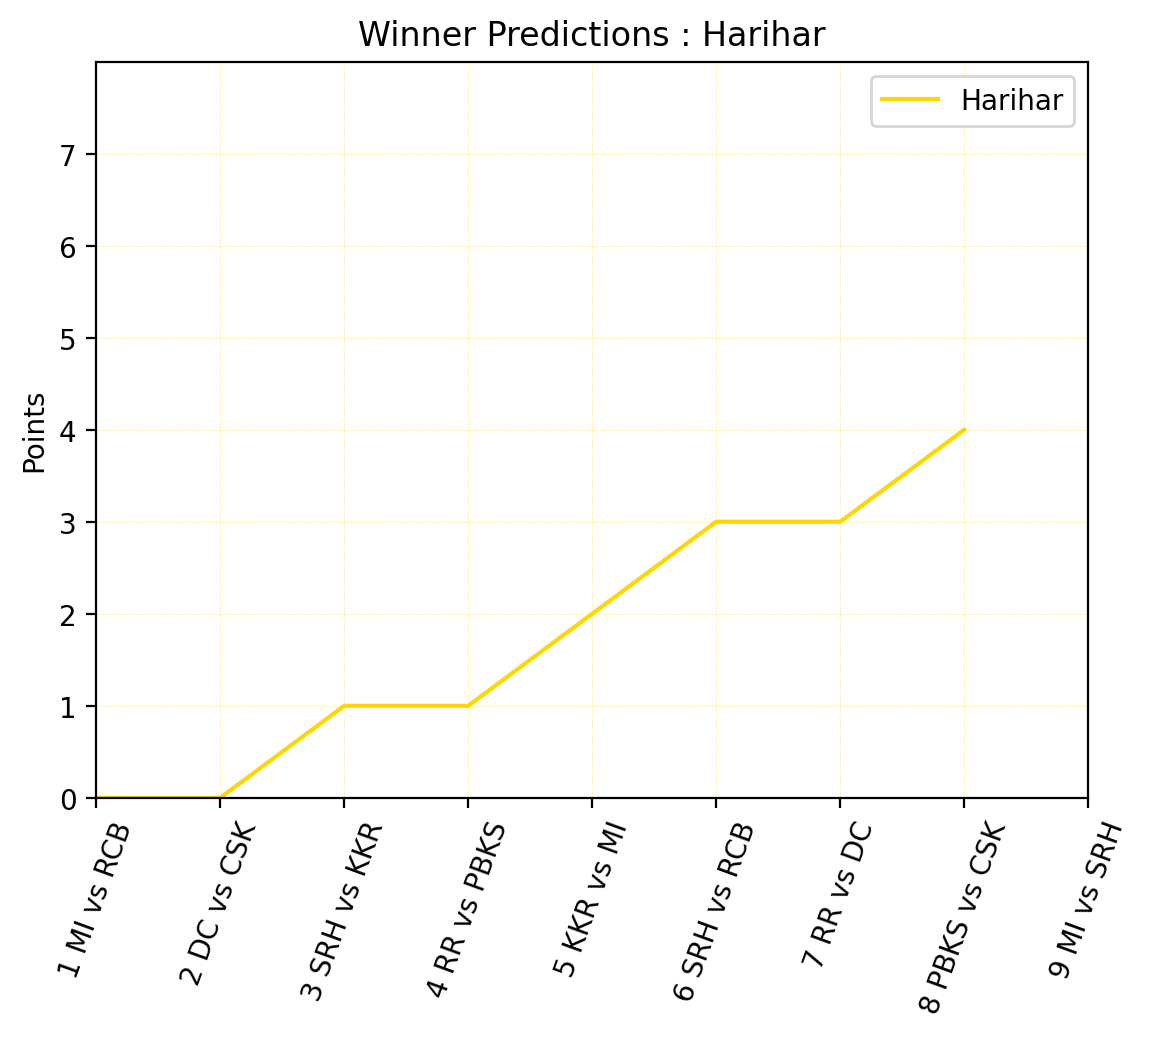 Winner Predictions : Harihar
Harihar
Points
7
6
5
4
3
2
1
0
1 MI vs RCB
2 DC vs CSK
3 SRH vs KKR
4 RR vs PBKS
5 KKR vs MI
6 SRH vs RCB
7 RR vs DC
8 PBKS vs CSK
9 MI vs SRH